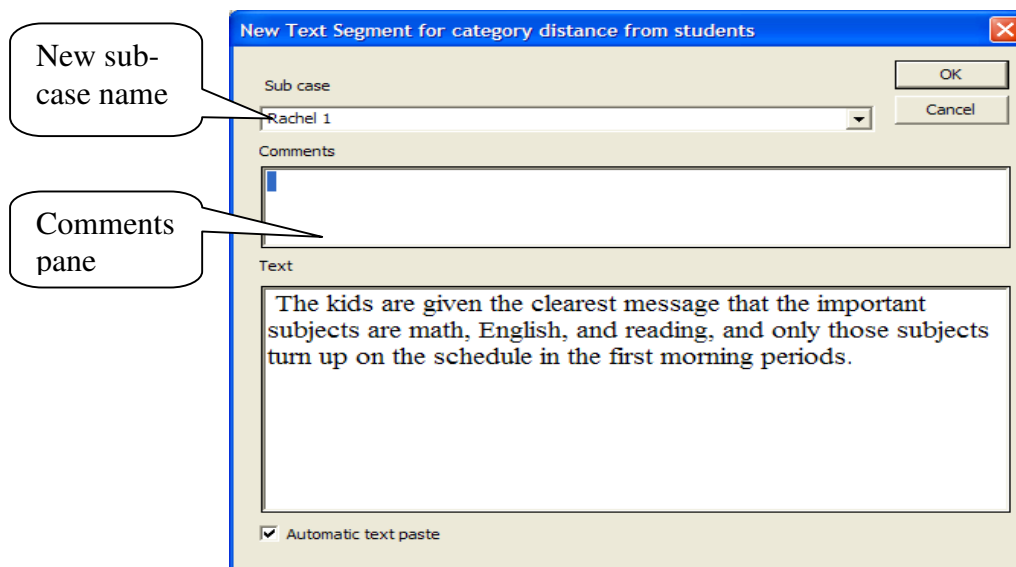 New sub-
case name
Comments
pane
New Text Segment for category distance from students
OK
Sub case
Cancel
Rachel 1
Comments
Text
The kids are given the clearest message that the important
subjects are math, English, and reading, and only those subjects
turn up on the schedule in the first morning periods.
Automatic text paste